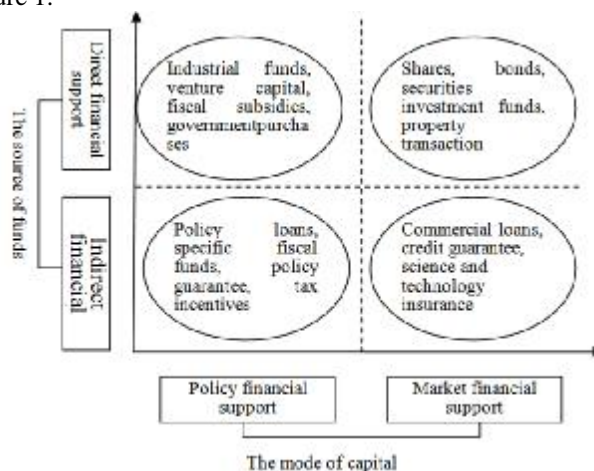 ure 1.
Direct financial
support
The source of funds
Indirect
financial
Industrial funds,
venture capital,
fiscal subsidies,
governmentpurcha
ses
Shares, bonds,
securities
investment funds,
property
transaction
Policy loans,
specific fiscal
funds, policy
guarantee, tax
incentives
Commercial loans,
credit guarantee,
science and
technology
insurance
Policy financial
support
Market financial
support
The mode of capital